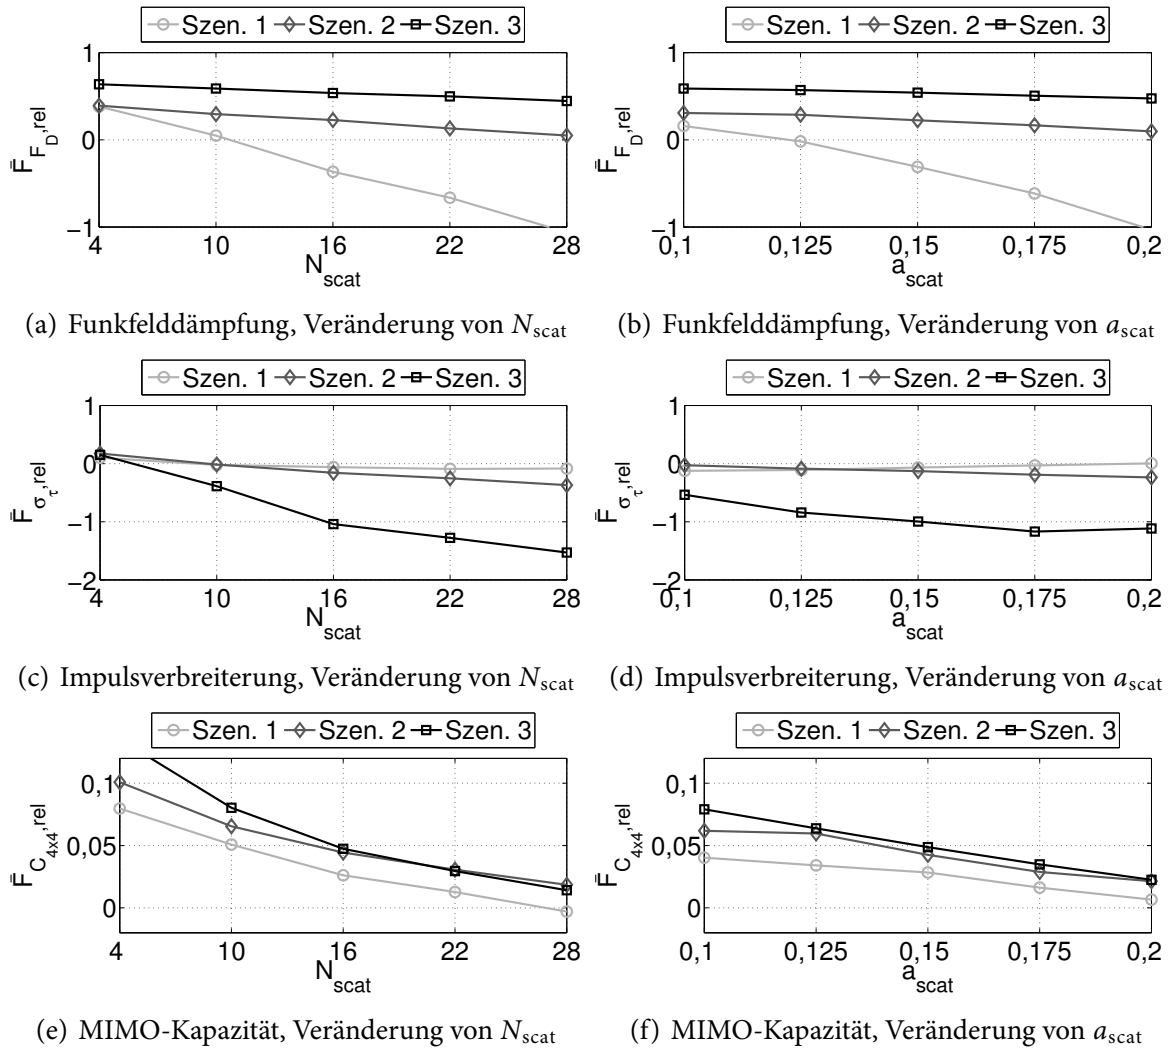 Szen. 1 Szen. 2 Szen. 3
1
0
−1
4 10 16 22 28
F̄_{F_D,rel}
N_scat
(a) Funkfelddämpfung, Veränderung von N_scat
Szen. 1 Szen. 2 Szen. 3
1
0
−1
0,1 0,125 0,15 0,175 0,2
F̄_{F_D,rel}
a_scat
(b) Funkfelddämpfung, Veränderung von a_scat
Szen. 1 Szen. 2 Szen. 3
1
0
−1
−2
4 10 16 22 28
F̄_{σ_τ,rel}
N_scat
(c) Impulsverbreiterung, Veränderung von N_scat
Szen. 1 Szen. 2 Szen. 3
1
0
−1
−2
0,1 0,125 0,15 0,175 0,2
F̄_{σ_τ,rel}
a_scat
(d) Impulsverbreiterung, Veränderung von a_scat
Szen. 1 Szen. 2 Szen. 3
0,1
0,05
0
4 10 16 22 28
F̄_{C_{4x4},rel}
N_scat
(e) MIMO-Kapazität, Veränderung von N_scat
Szen. 1 Szen. 2 Szen. 3
0,1
0,05
0
0,1 0,125 0,15 0,175 0,2
F̄_{C_{4x4},rel}
a_scat
(f) MIMO-Kapazität, Veränderung von a_scat